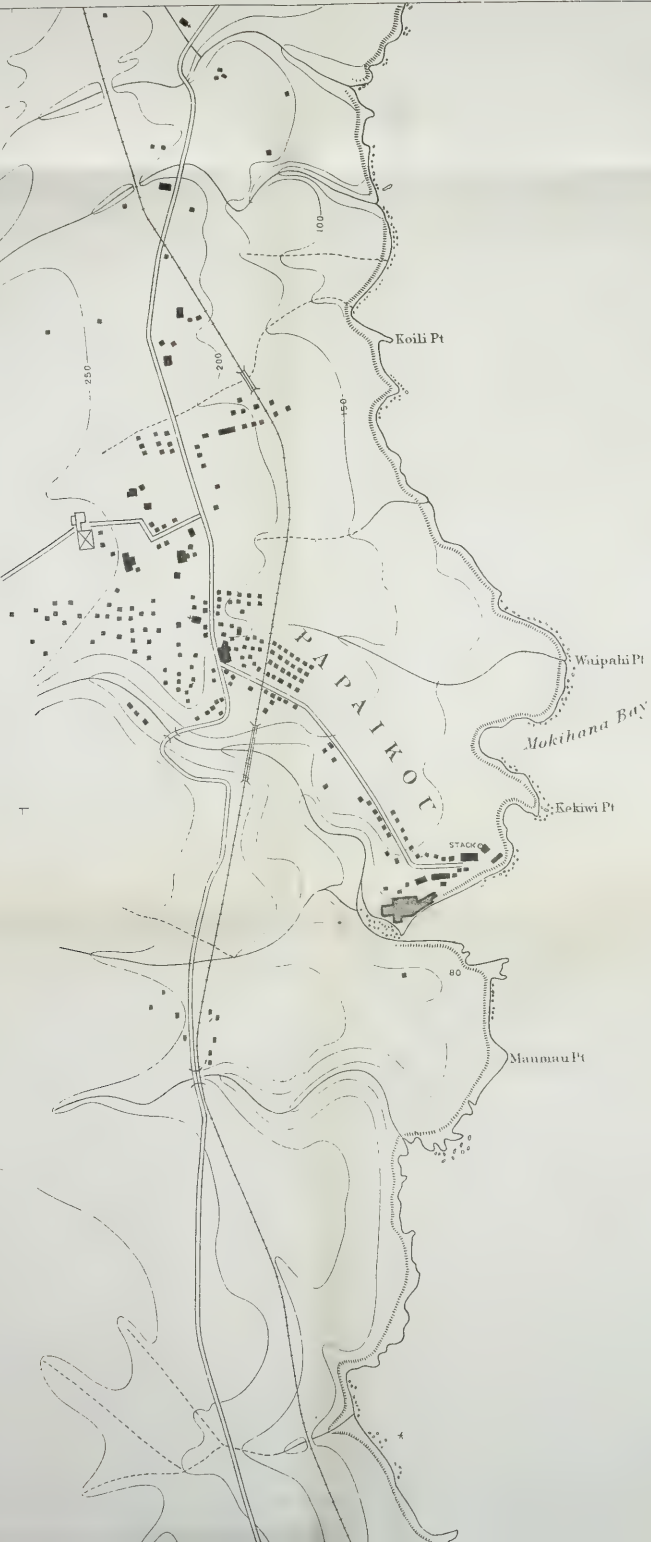 100
Koili Pt
250
200
150
PAPAIKOU
Waipahi Pt
Mokihana Bay
Kekiwi Pt
STACK
80
Maumau Pt